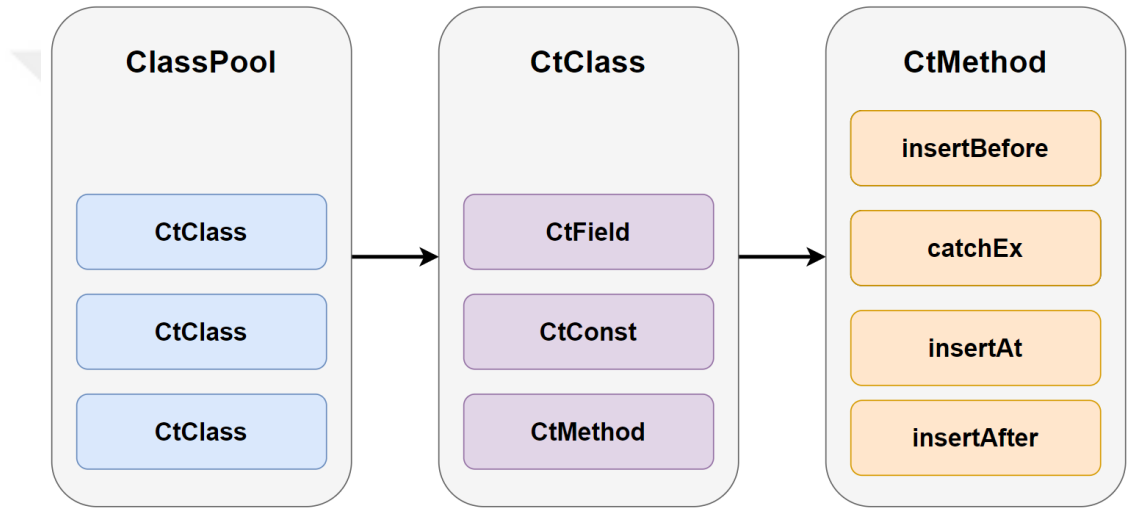 ClassPool
CtClass
CtClass
CtClass
CtClass
CtField
CtConst
CtMethod
CtMethod
insertBefore
catchEx
insertAt
insertAfter